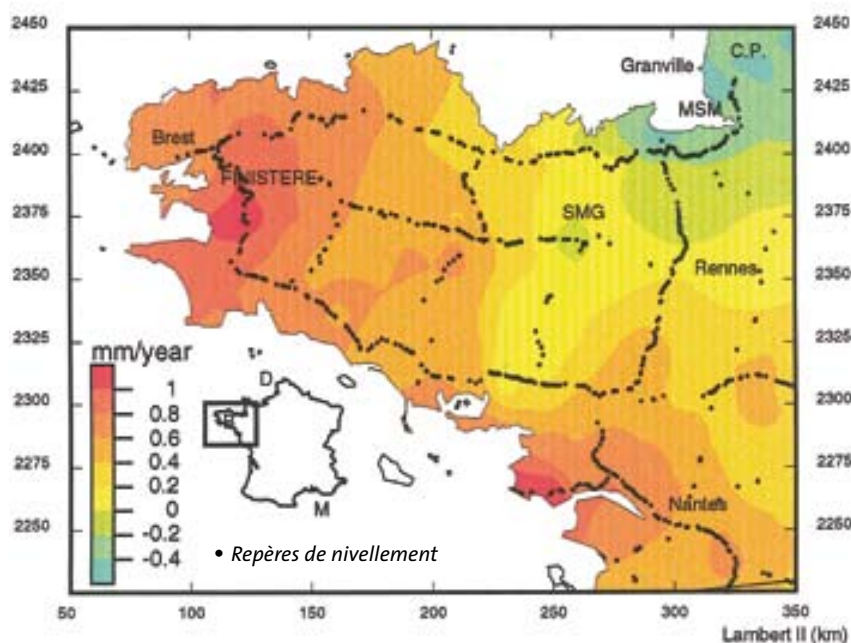 2450
2425
2400
2375
2350
2325
2300
2275
2250
2450
2425
2400
2375
2350
2325
2300
2275
2250
C.P.
Granville
MSM
Brest
FINISTERE
SMG
Rennes
Nantes
mm/year
1
0.8
0.6
0.4
0.2
-0.2
-0.4
D
M
• Repères de nivellement
50 100 150 200 250 300 350
Lambert II (km)